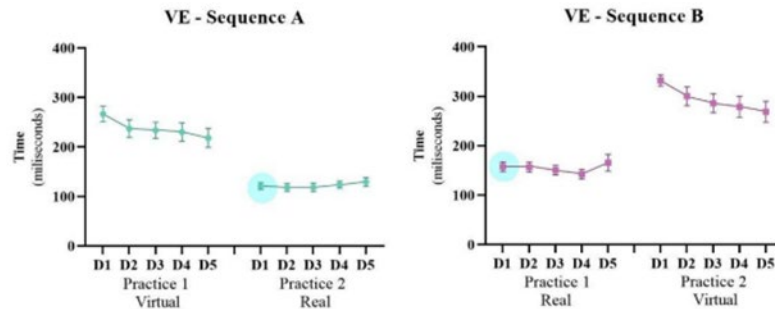 VE - Sequence A
400
300
200
100
0
Time
(miliseconds)
D1 D2 D3 D4 D5 D1 D2 D3 D4 D5
Practice 1 Practice 2
Virtual Real
VE - Sequence B
400
300
200
100
0
Time
(miliseconds)
D1 D2 D3 D4 D5 D1 D2 D3 D4 D5
Practice 1 Practice 2
Real Virtual